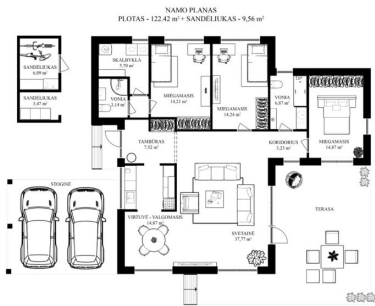 NAMO PLANAS
PLOTAS - 122.42 m² + SANDĖLIUKAS - 9,56 m²
SANDĖLIUKAS
6,09 m²
SANDĖLIUKAS
3,47 m²
SKALBYKLA
5,70 m²
VONIA
3,14 m²
MIEGAMASIS
14,21 m²
MIEGAMASIS
14,24 m²
VONIA
6,87 m²
MIEGAMASIS
14,87 m²
TAMBŪRAS
7,52 m²
KORIDORIUS
3,23 m²
STOGINĖ
VIRTUVĖ - VALGOMASIS
14,87 m²
SVETAINĖ
37,77 m²
TERASA